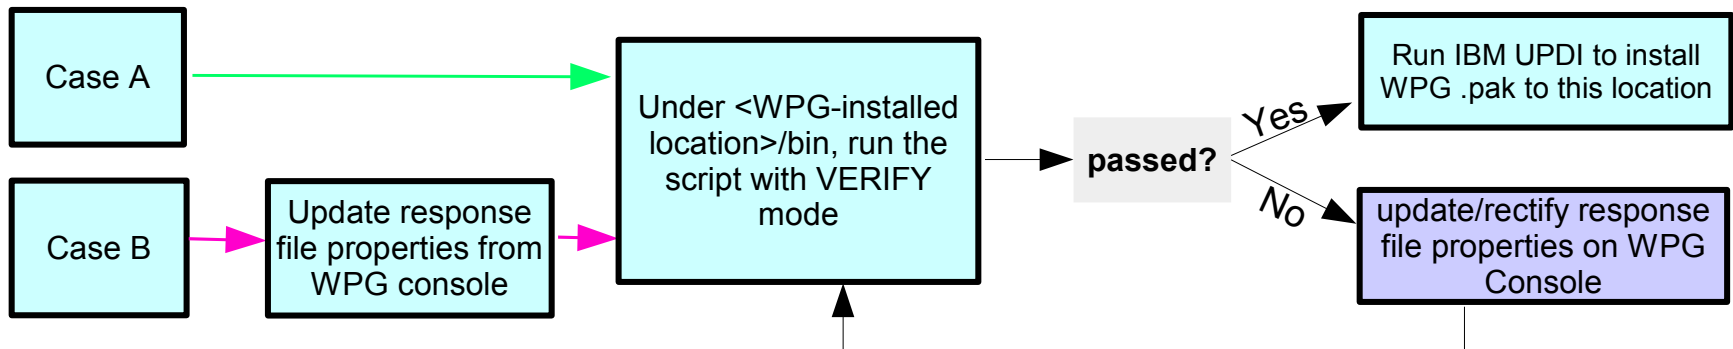 Case A
Case B
Update response
file properties from
WPG console
Under <WPG-installed
location>/bin, run the
script with VERIFY
mode
passed?
Yes
No
Run IBM UPDI to install
WPG .pak to this location
update/rectify response
file properties on WPG
Console